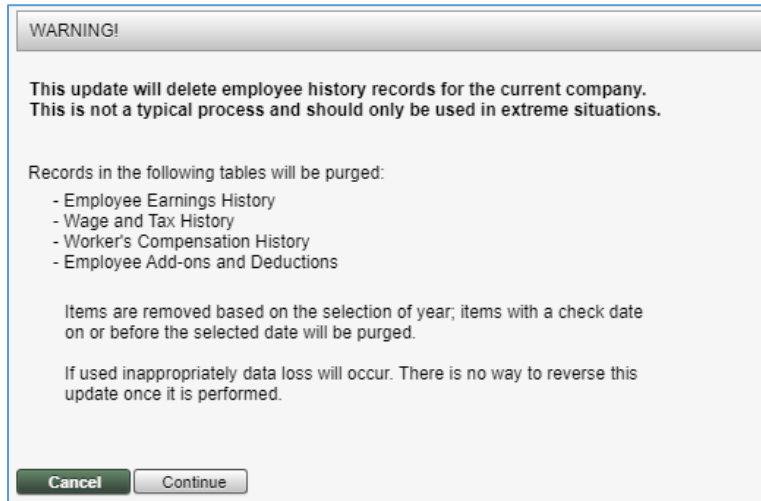 WARNING!
This update will delete employee history records for the current company.
This is not a typical process and should only be used in extreme situations.
Records in the following tables will be purged:
- Employee Earnings History
- Wage and Tax History
- Worker's Compensation History
- Employee Add-ons and Deductions
Items are removed based on the selection of year; items with a check date
on or before the selected date will be purged.
If used inappropriately data loss will occur. There is no way to reverse this
update once it is performed.
Cancel Continue